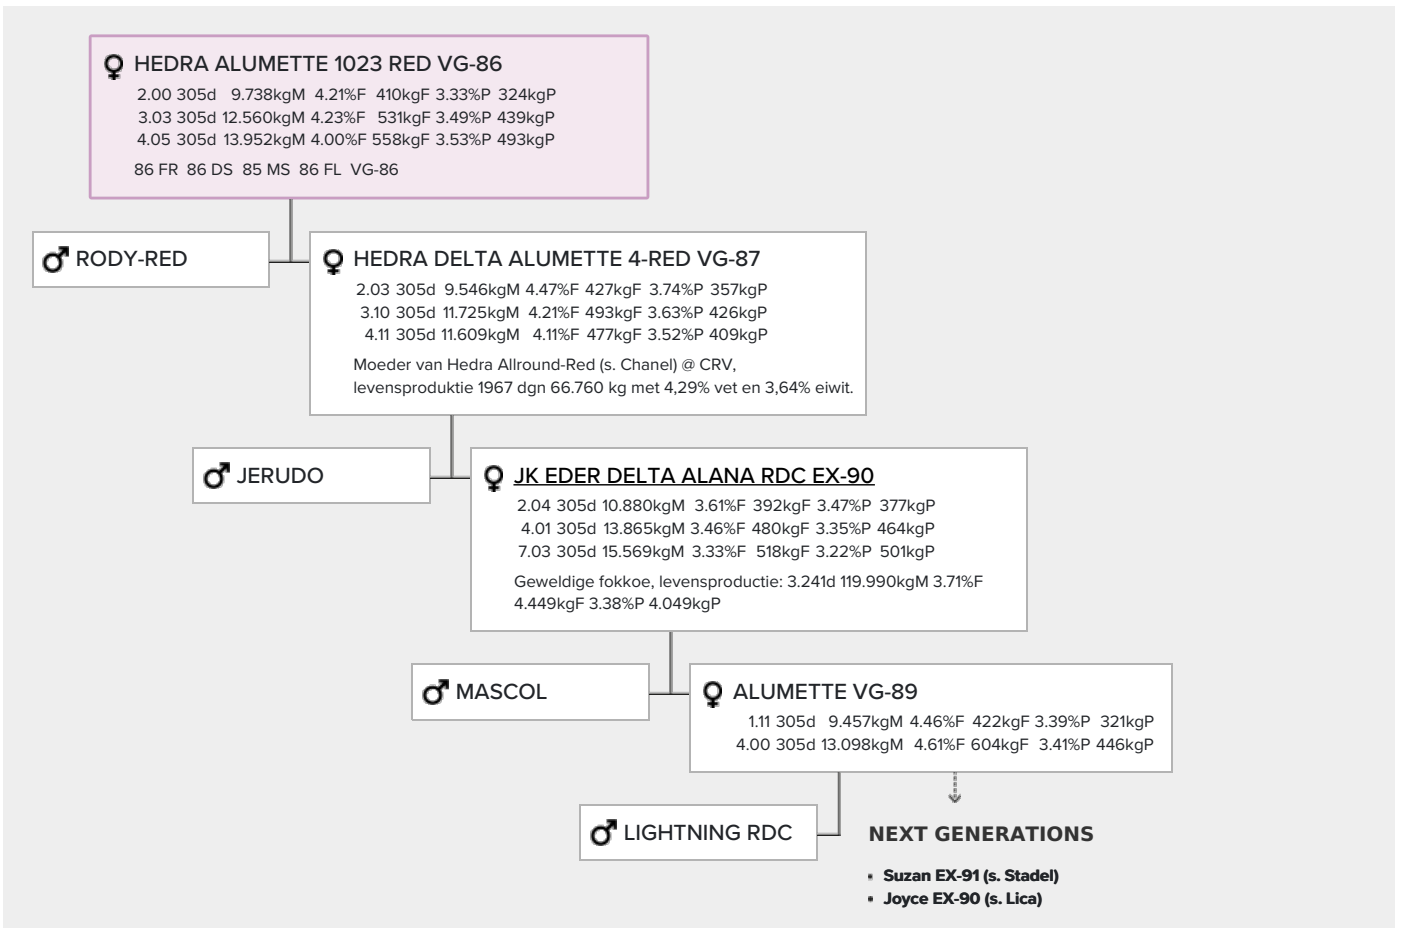 HEDRA ALUMETTE 1023 RED VG-86
2.00 305d 9.738kgM 4.21%F 410kgF 3.33%P 324kgP
3.03 305d 12.560kgM 4.23%F 531kgF 3.49%P 439kgP
4.05 305d 13.952kgM 4.00%F 558kgF 3.53%P 493kgP
86 FR 86 DS 85 MS 86 FL VG-86
RODY-RED
HEDRA DELTA ALUMETTE 4-RED VG-87
2.03 305d 9.546kgM 4.47%F 427kgF 3.74%P 357kgP
3.10 305d 11.725kgM 4.21%F 493kgF 3.63%P 426kgP
4.11 305d 11.609kgM 4.11%F 477kgF 3.52%P 409kgP
Moeder van Hedra Allround-Red (s. Chanel) @ CRV,
levensproduktie 1967 dgn 66.760 kg met 4,29% vet en 3,64% eiwit.
JERUDO
JK EDER DELTA ALANA RDC EX-90
2.04 305d 10.880kgM 3.61%F 392kgF 3.47%P 377kgP
4.01 305d 13.865kgM 3.46%F 480kgF 3.35%P 464kgP
7.03 305d 15.569kgM 3.33%F 518kgF 3.22%P 501kgP
Geweldige fokkoe, levensproductie: 3.241d 119.990kgM 3.71%F
4.449kgF 3.38%P 4.049kgP
MASCOL
ALUMETTE VG-89
1.11 305d 9.457kgM 4.46%F 422kgF 3.39%P 321kgP
4.00 305d 13.098kgM 4.61%F 604kgF 3.41%P 446kgP
LIGHTNING RDC
NEXT GENERATIONS
• Suzan EX-91 (s. Stadel)
• Joyce EX-90 (s. Lica)